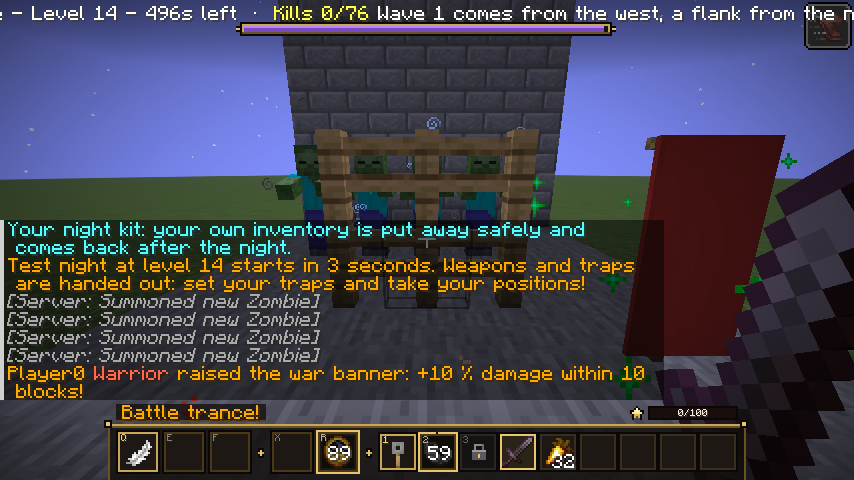 – Level 14 – 496s left · Kills 0/76 Wave 1 comes from the west, a flank from the n
Your night kit: your own inventory is put away safely and
comes back after the night.
Test night at level 14 starts in 3 seconds. Weapons and traps
are handed out: set your traps and take your positions!
[Server: Summoned new Zombie]
[Server: Summoned new Zombie]
[Server: Summoned new Zombie]
[Server: Summoned new Zombie]
Player0 Warrior raised the war banner: +10 % damage within 10
blocks!
Battle trance!
0/100
Q E F X R 89 1 2 59 3 32